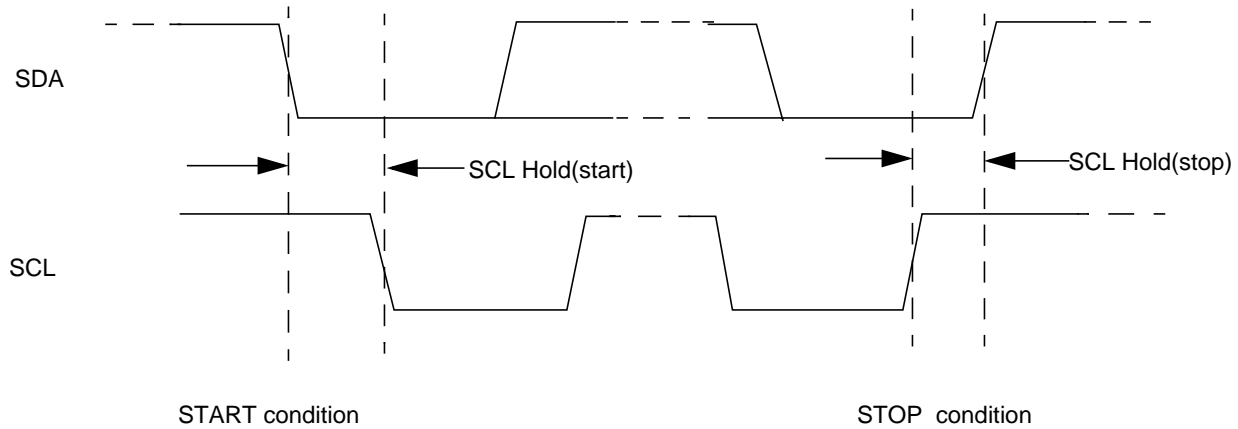 SDA
SCL Hold(start)
SCL Hold(stop)
SCL
START condition
STOP condition